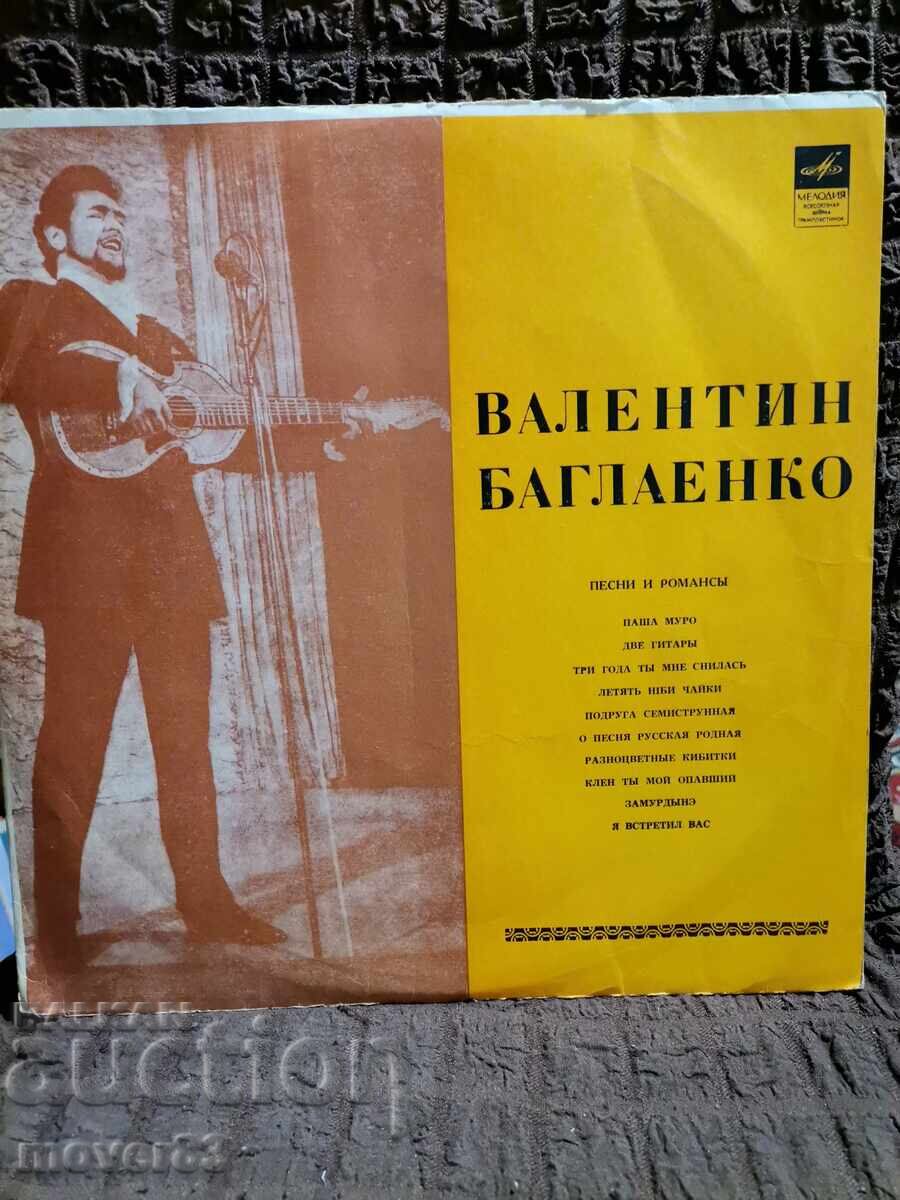 МЕЛОДИЯ
ВСЕСОЮЗНАЯ
ФИРМА
ГРАМПЛАСТИНОК
ВАЛЕНТИН
БАГЛАЕНКО
ПЕСНИ И РОМАНСЫ
ПАША МУРО
ДВЕ ГИТАРЫ
ТРИ ГОДА ТЫ МНЕ СНИЛАСЬ
ЛЕТЯТЬ НІБИ ЧАЙКИ
ПОДРУГА СЕМИСТРУННАЯ
О ПЕСНЯ РУССКАЯ РОДНАЯ
РАЗНОЦВЕТНЫЕ КИБИТКИ
КЛЕН ТЫ МОЙ ОПАВШИЙ
ЗАМУРДЫНЭ
Я ВСТРЕТИЛ ВАС
BALKAN
auction
mover83